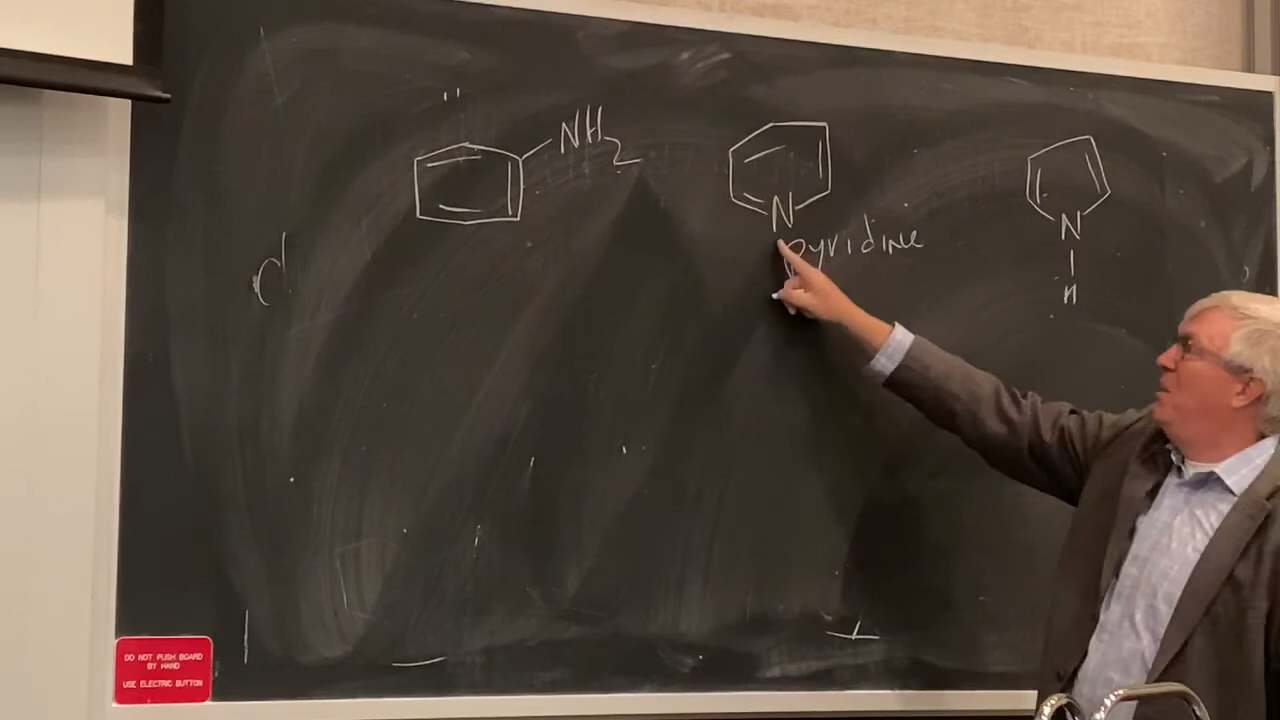 NH2
N
pyridine
N
H
d
DO NOT PUSH BOARD
BY HAND
USE ELECTRIC BUTTON